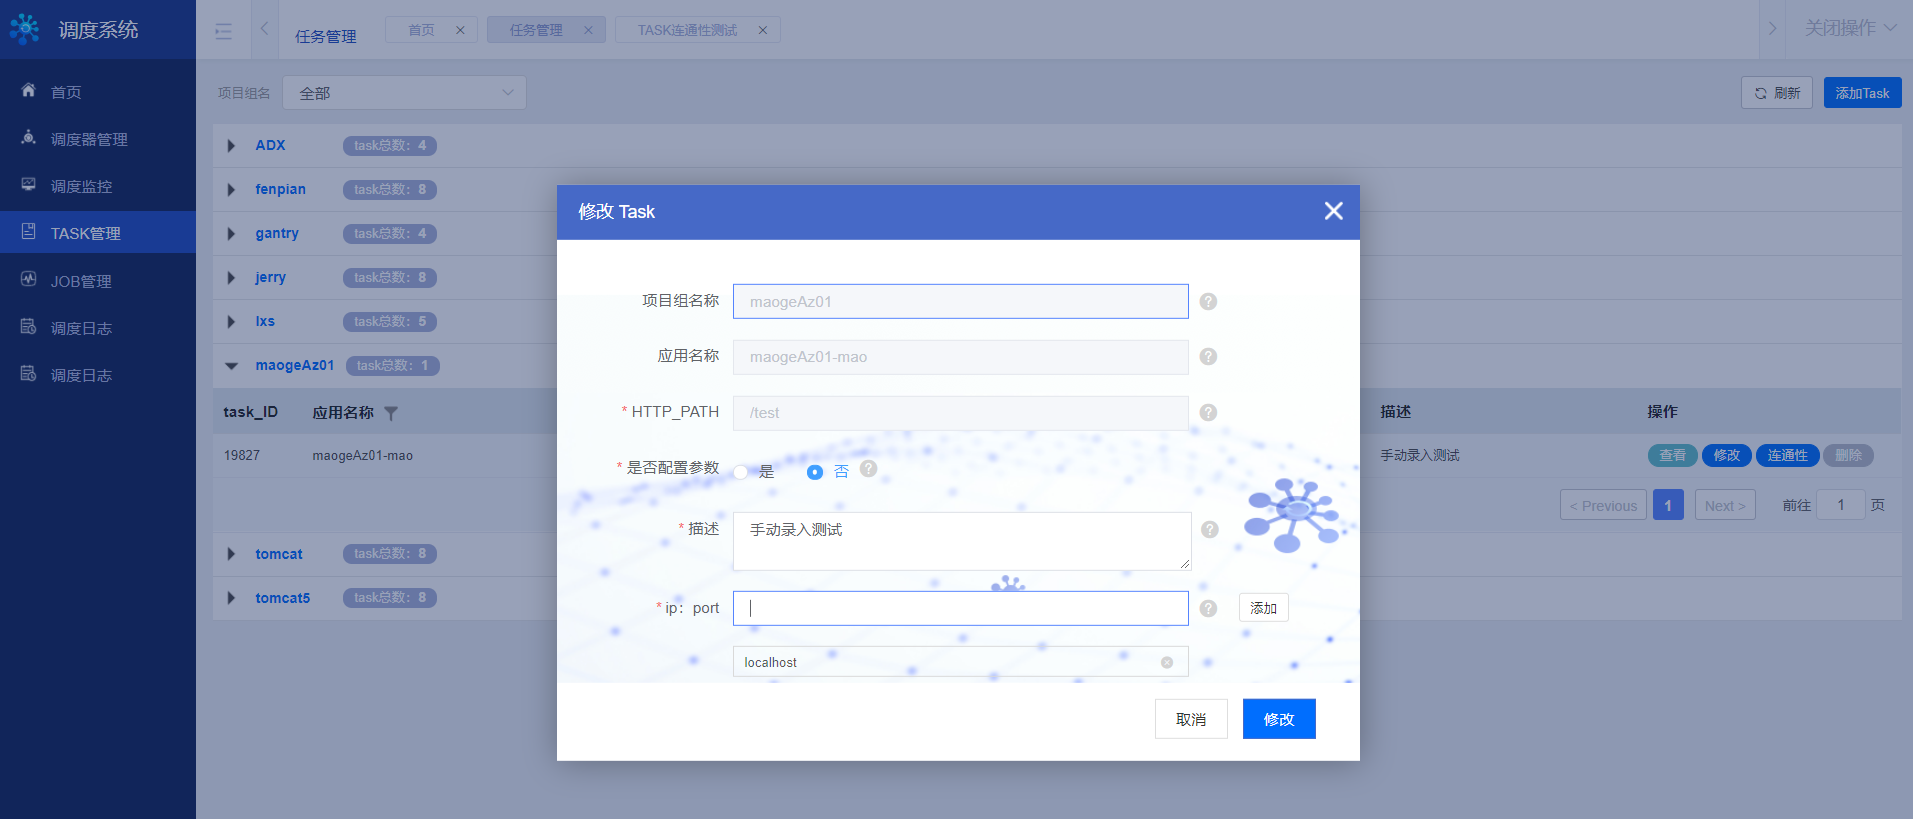 调度系统
首页
调度器管理
调度监控
TASK管理
JOB管理
调度日志
调度日志
任务管理
首页
任务管理
TASK连通性测试
关闭操作
项目组名
全部
刷新
添加Task
ADX
task总数：4
fenpian
task总数：8
gantry
task总数：4
jerry
task总数：8
lxs
task总数：5
maogeAz01
task总数：1
task_ID
应用名称
描述
操作
19827
maogeAz01-mao
手动录入测试
查看
修改
连通性
删除
< Previous
1
Next >
前往
1
页
tomcat
task总数：8
tomcat5
task总数：8
修改 Task
项目组名称
maogeAz01
?
应用名称
maogeAz01-mao
?
* HTTP_PATH
/test
?
* 是否配置参数
是
否
?
* 描述
手动录入测试
?
* ip：port
?
添加
localhost
取消
修改